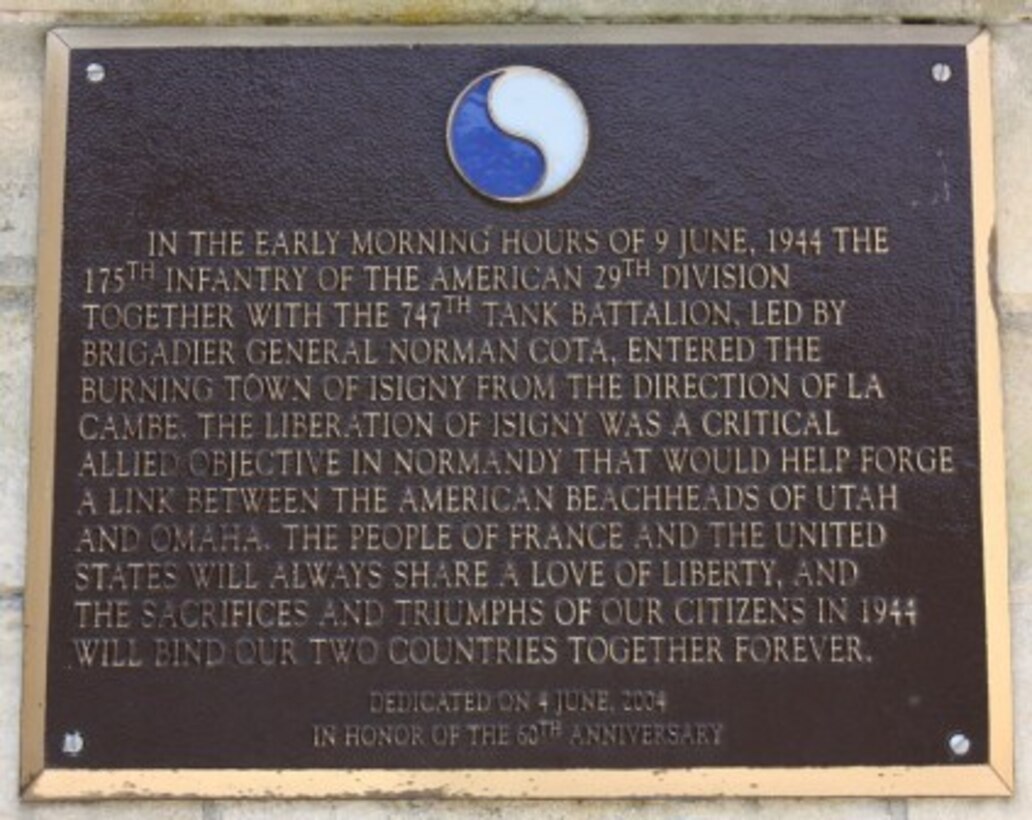 IN THE EARLY MORNING HOURS OF 9 JUNE, 1944 THE
175TH INFANTRY OF THE AMERICAN 29TH DIVISION
TOGETHER WITH THE 747TH TANK BATTALION, LED BY
BRIGADIER GENERAL NORMAN COTA, ENTERED THE
BURNING TOWN OF ISIGNY FROM THE DIRECTION OF LA
CAMBE. THE LIBERATION OF ISIGNY WAS A CRITICAL
ALLIED OBJECTIVE IN NORMANDY THAT WOULD HELP FORGE
A LINK BETWEEN THE AMERICAN BEACHHEADS OF UTAH
AND OMAHA. THE PEOPLE OF FRANCE AND THE UNITED
STATES WILL ALWAYS SHARE A LOVE OF LIBERTY, AND
THE SACRIFICES AND TRIUMPHS OF OUR CITIZENS IN 1944
WILL BIND OUR TWO COUNTRIES TOGETHER FOREVER.
DEDICATED ON 4 JUNE, 2004
IN HONOR OF THE 60TH ANNIVERSARY